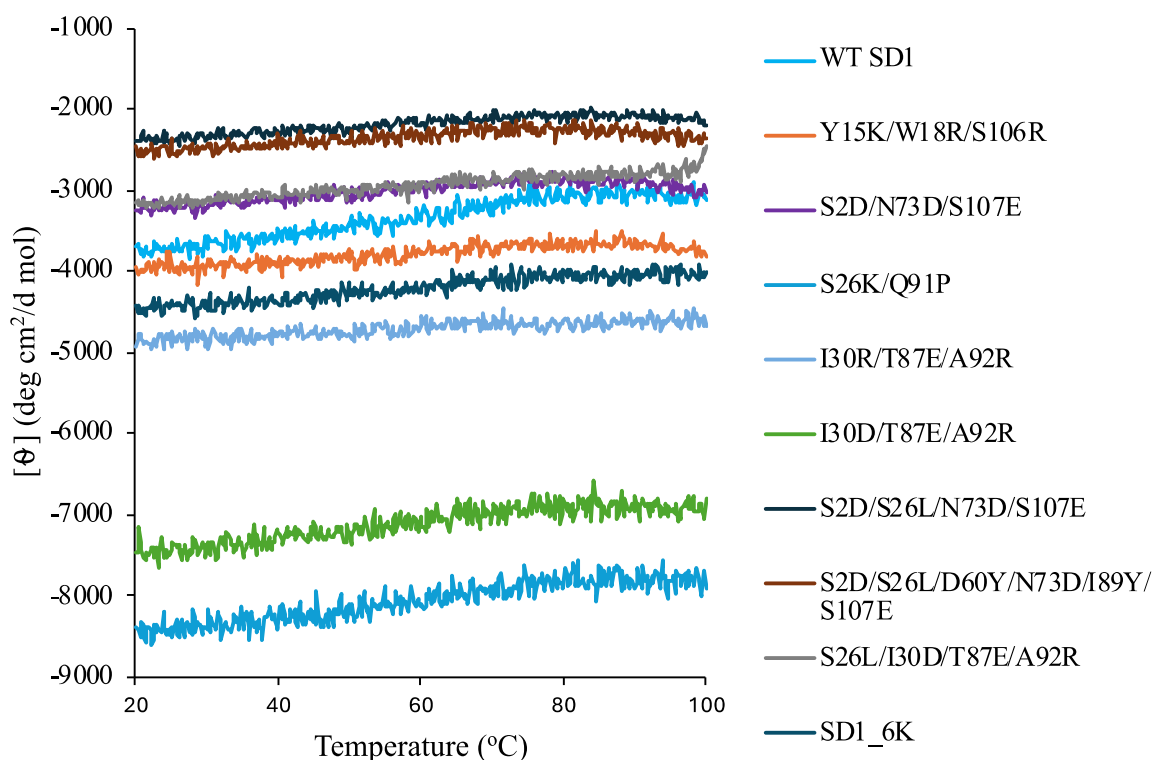 -1000
-2000
-3000
-4000
-5000
-6000
-7000
-8000
-9000
20
40
60
80
100
[θ] (deg cm²/d mol)
Temperature (°C)
WT SD1
Y15K/W18R/S106R
S2D/N73D/S107E
S26K/Q91P
I30R/T87E/A92R
I30D/T87E/A92R
S2D/S26L/N73D/S107E
S2D/S26L/D60Y/N73D/I89Y/
S107E
S26L/I30D/T87E/A92R
SD1_6K